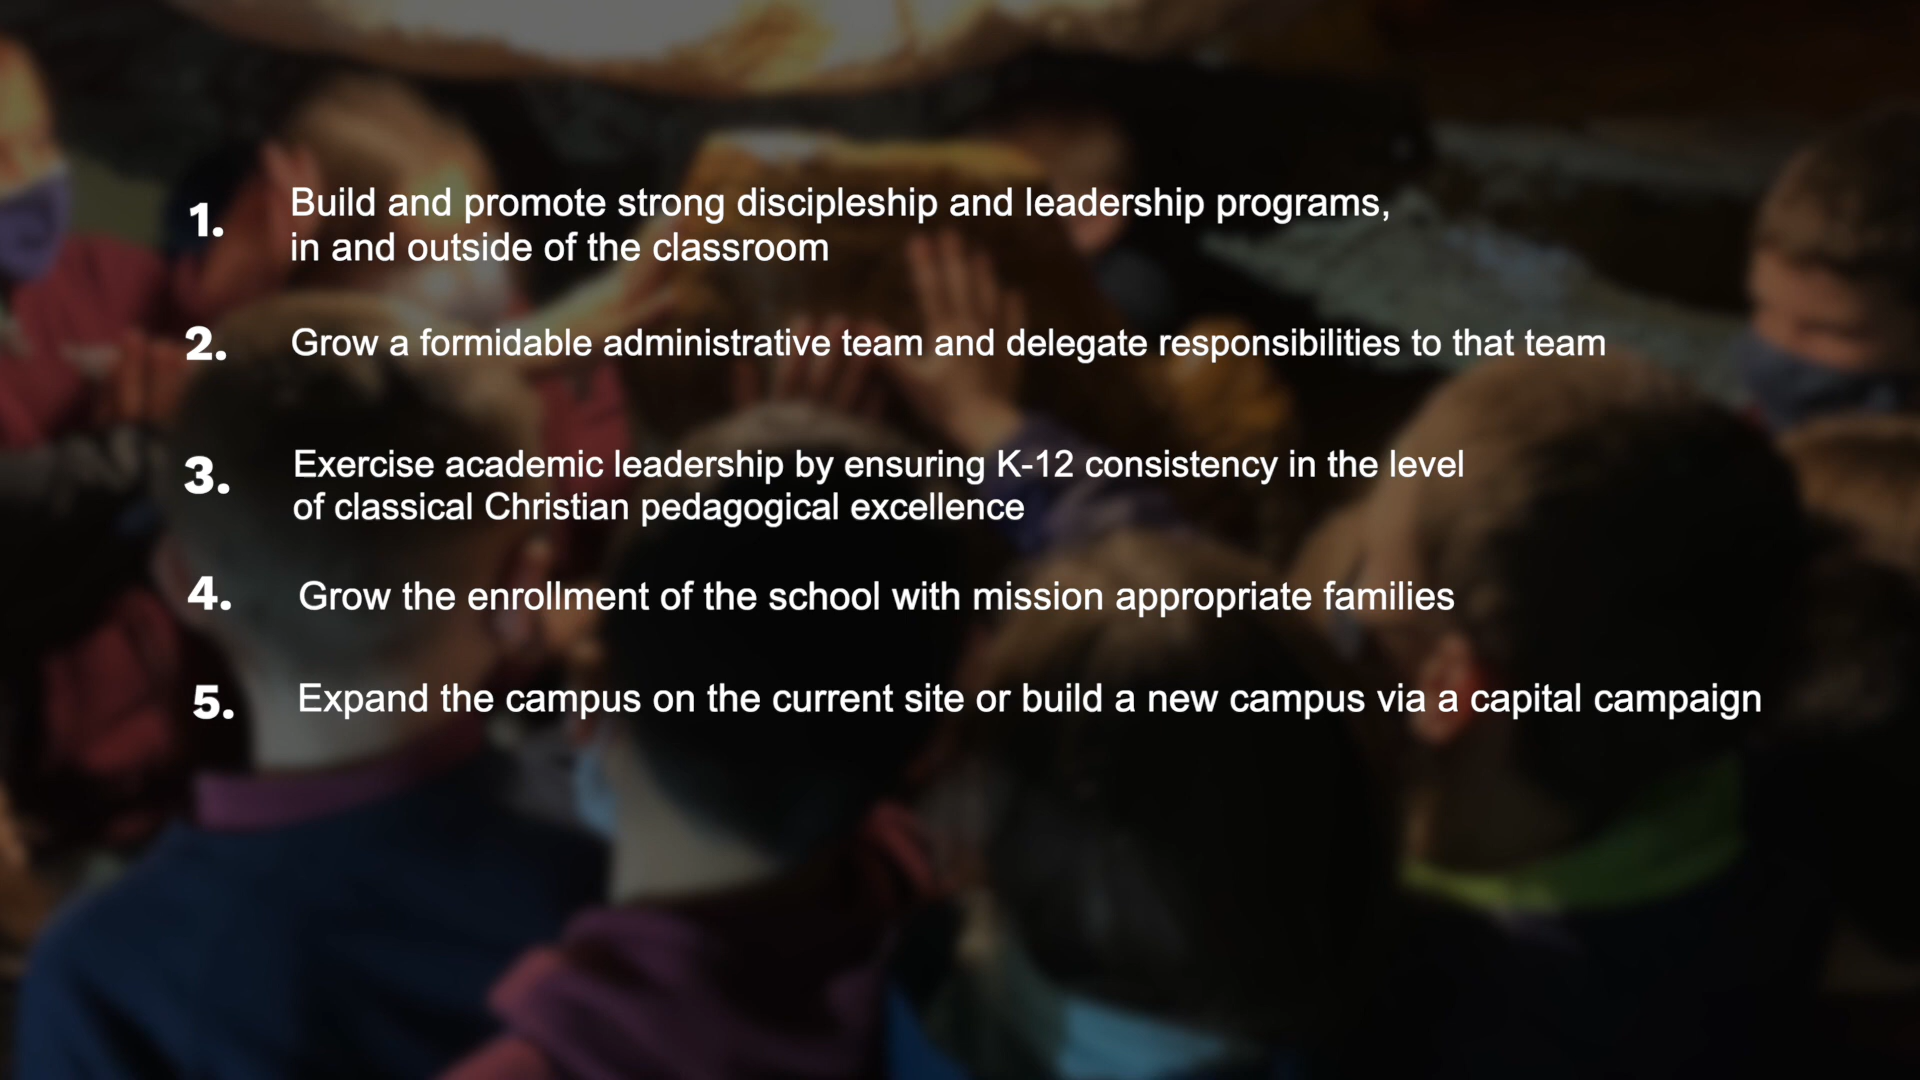 1. Build and promote strong discipleship and leadership programs,
in and outside of the classroom
2. Grow a formidable administrative team and delegate responsibilities to that team
3. Exercise academic leadership by ensuring K-12 consistency in the level
of classical Christian pedagogical excellence
4. Grow the enrollment of the school with mission appropriate families
5. Expand the campus on the current site or build a new campus via a capital campaign